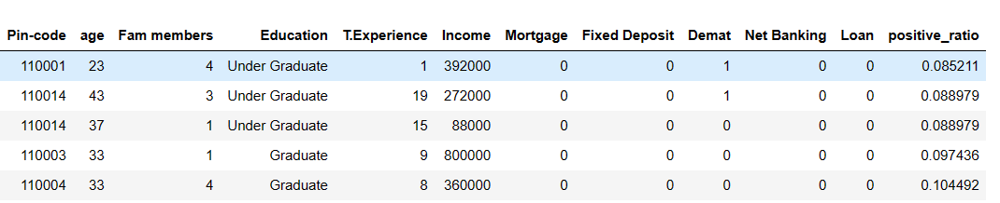 Pin-code age Fam members Education T.Experience Income Mortgage Fixed Deposit Demat Net Banking Loan positive_ratio
110001 23 4 Under Graduate 1 392000 0 0 1 0 0 0.085211
110014 43 3 Under Graduate 19 272000 0 0 1 0 0 0.088979
110014 37 1 Under Graduate 15 88000 0 0 0 0 0 0.088979
110003 33 1 Graduate 9 800000 0 0 0 0 0 0.097436
110004 33 4 Graduate 8 360000 0 0 0 0 0 0.104492